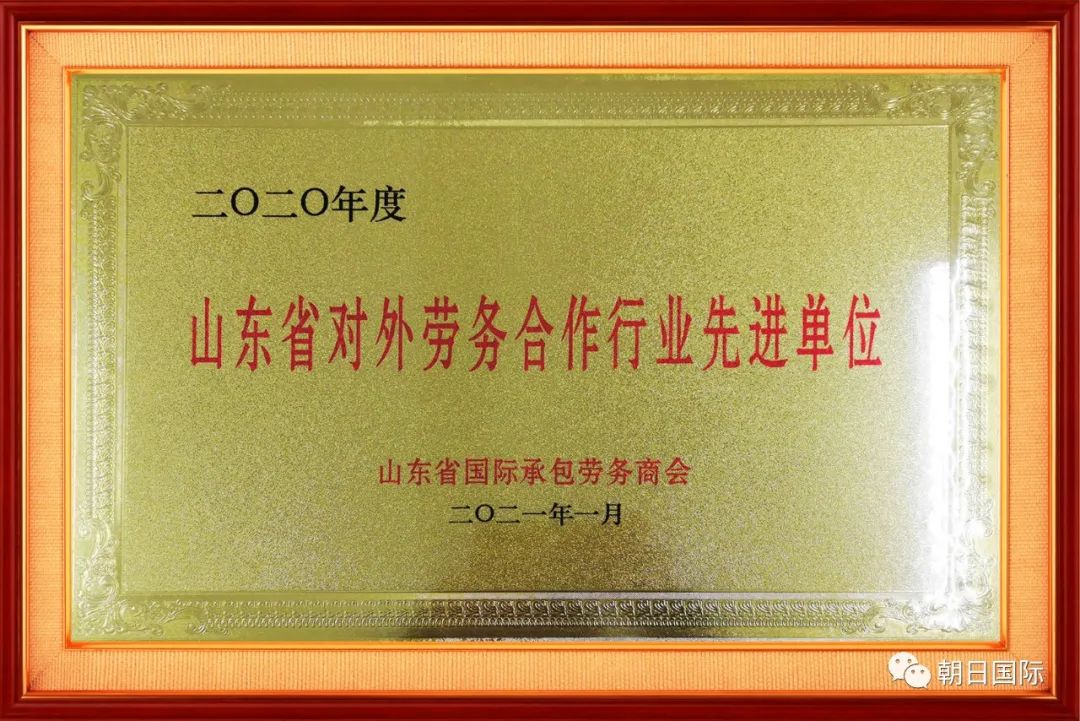 二〇二〇年度
山东省对外劳务合作行业先进单位
山东省国际承包劳务商会
二〇二一年一月
朝日国际